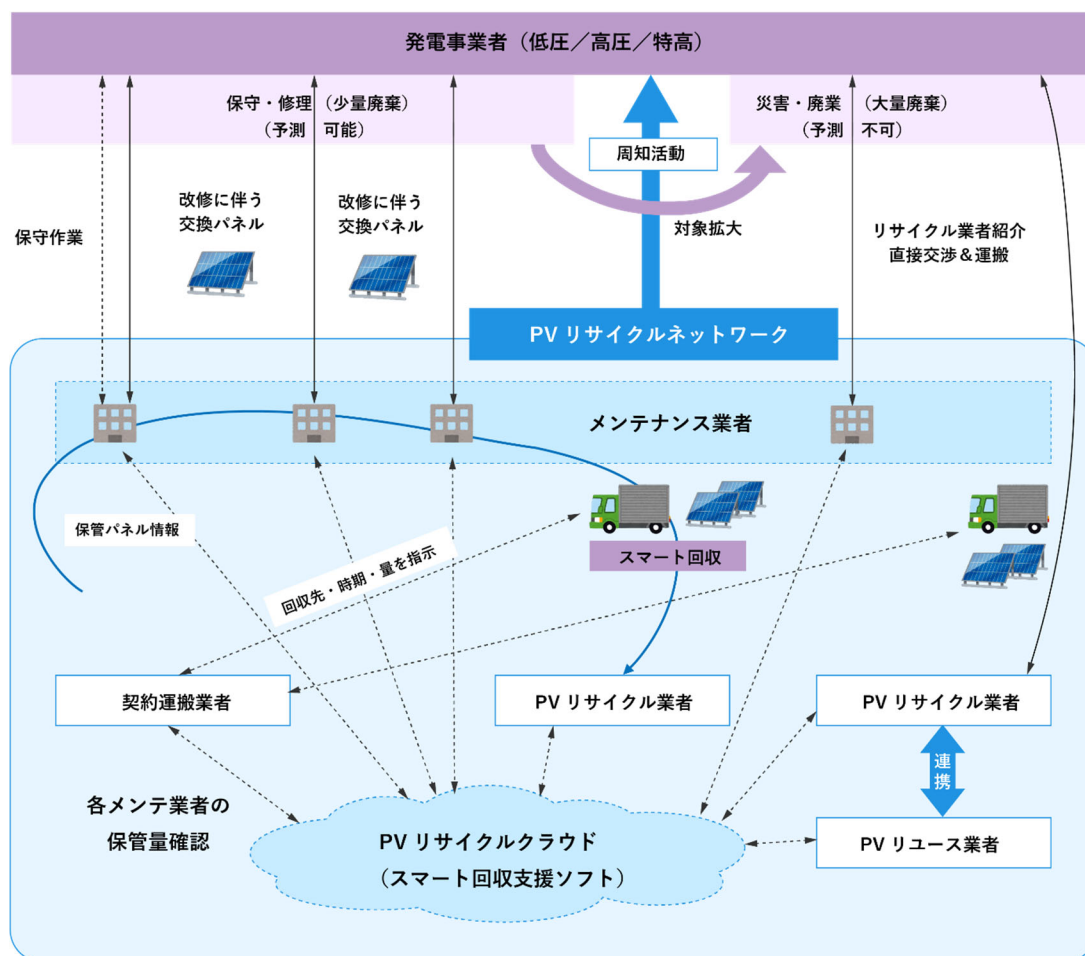 発電事業者（低圧／高圧／特高）
保守・修理（少量廃棄）
（予測 可能）
災害・廃業（大量廃棄）
（予測 不可）
周知活動
改修に伴う
交換パネル
改修に伴う
交換パネル
保守作業
対象拡大
リサイクル業者紹介
直接交渉＆運搬
PV リサイクルネットワーク
メンテナンス業者
保管パネル情報
スマート回収
回収先・時期・量を指示
契約運搬業者
PV リサイクル業者
PV リサイクル業者
連携
各メンテ業者の
保管量確認
PV リサイクルクラウド
（スマート回収支援ソフト）
PV リユース業者